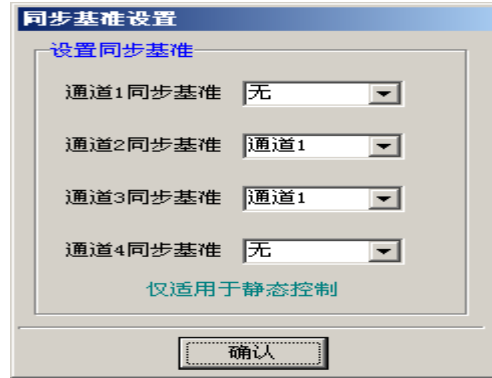 同步基准设置
设置同步基准
通道1同步基准 无
通道2同步基准 通道1
通道3同步基准 通道1
通道4同步基准 无
仅适用于静态控制
确认